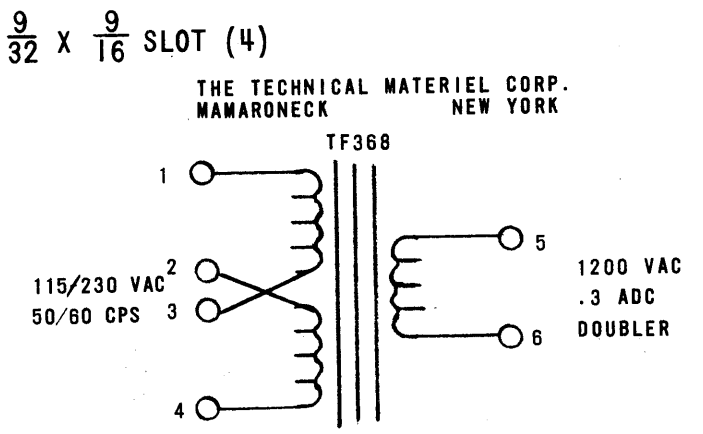 9/32 X 9/16 SLOT (4)
THE TECHNICAL MATERIEL CORP.
MAMARONECK NEW YORK
TF368
1
2
3
4
115/230 VAC
50/60 CPS
5
6
1200 VAC
.3 ADC
DOUBLER